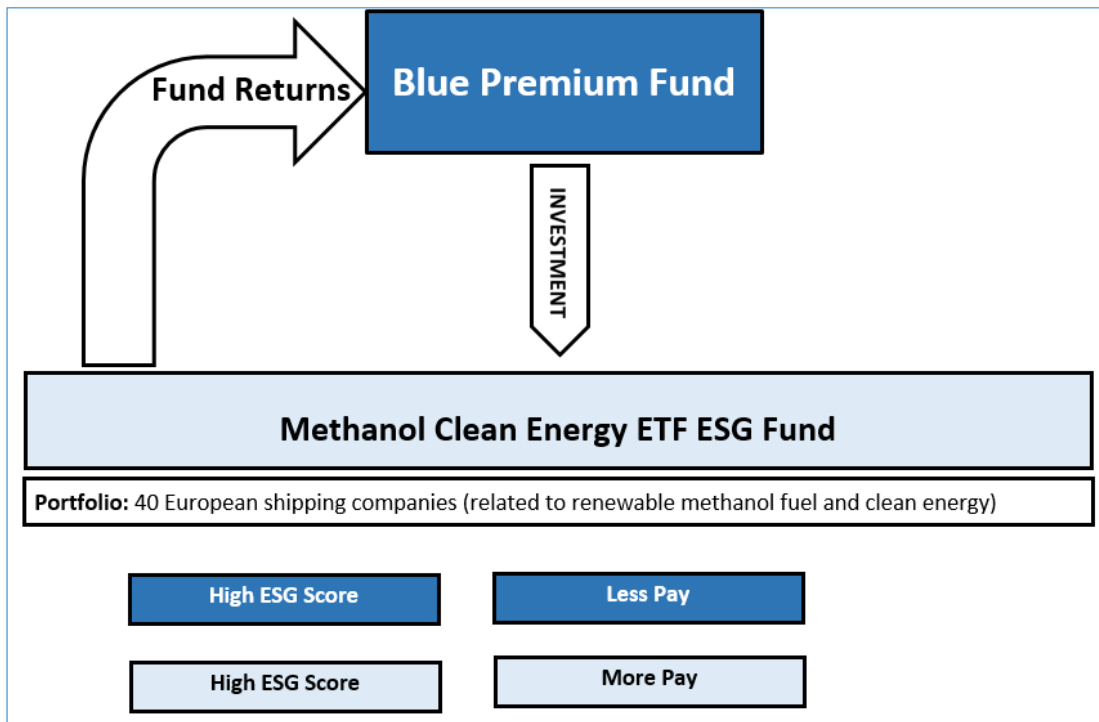 Blue Premium Fund
Fund Returns
INVESTMENT
Methanol Clean Energy ETF ESG Fund
Portfolio: 40 European shipping companies (related to renewable methanol fuel and clean energy)
High ESG Score
Less Pay
High ESG Score
More Pay